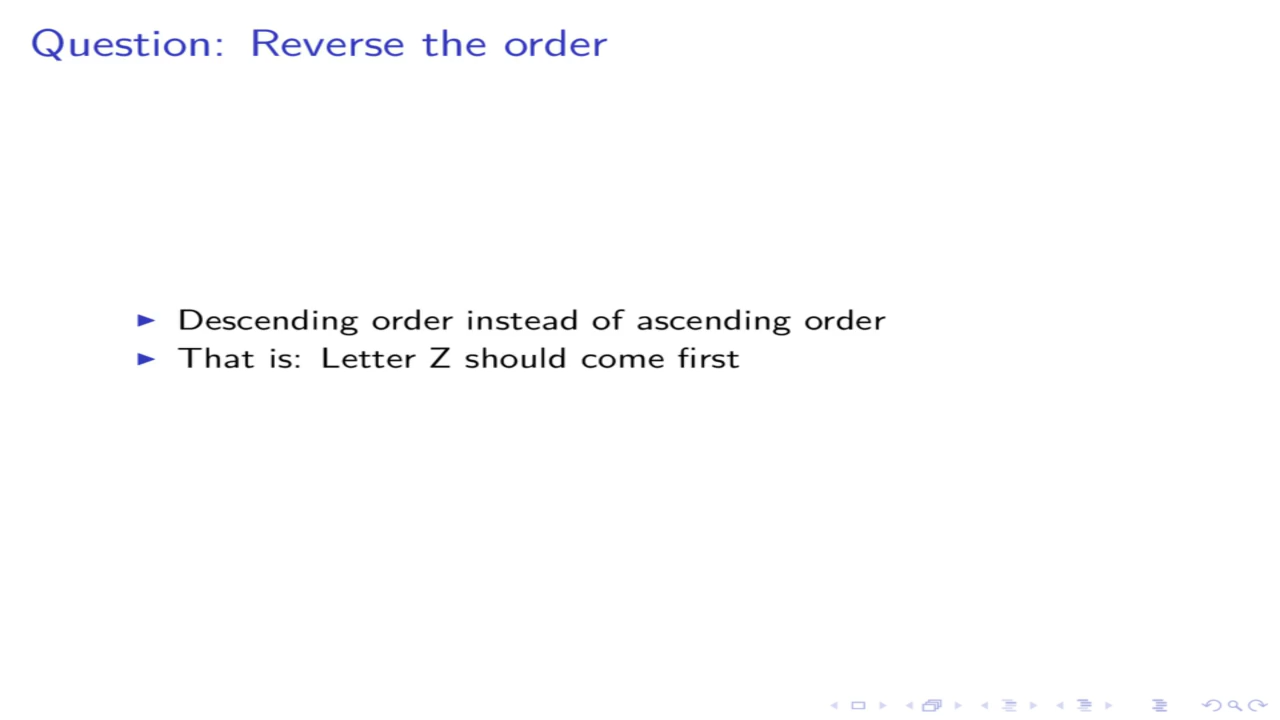 Question: Reverse the order
Descending order instead of ascending order
That is: Letter Z should come first